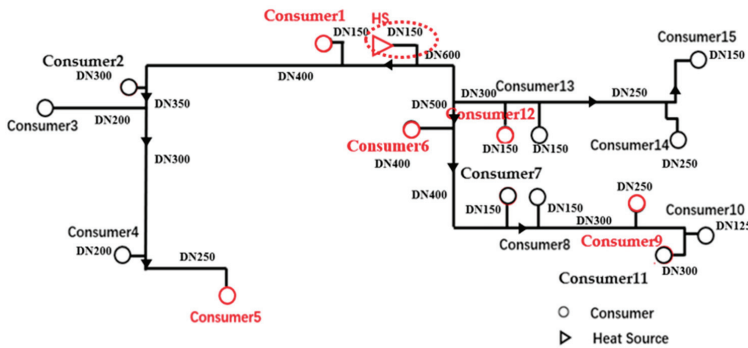 Consumer1
HS
DN150
DN150
DN600
Consumer15
DN150
Consumer2
DN300
DN400
DN300
Consumer13
DN250
DN350
DN500
Consumer12
Consumer3
DN200
Consumer6
DN150
DN150
Consumer14
DN250
DN300
DN400
Consumer7
DN400
DN150
DN150
DN250
Consumer10
DN300
DN125
Consumer4
DN200
Consumer8
Consumer9
DN250
DN300
Consumer11
Consumer5
Consumer
Heat Source